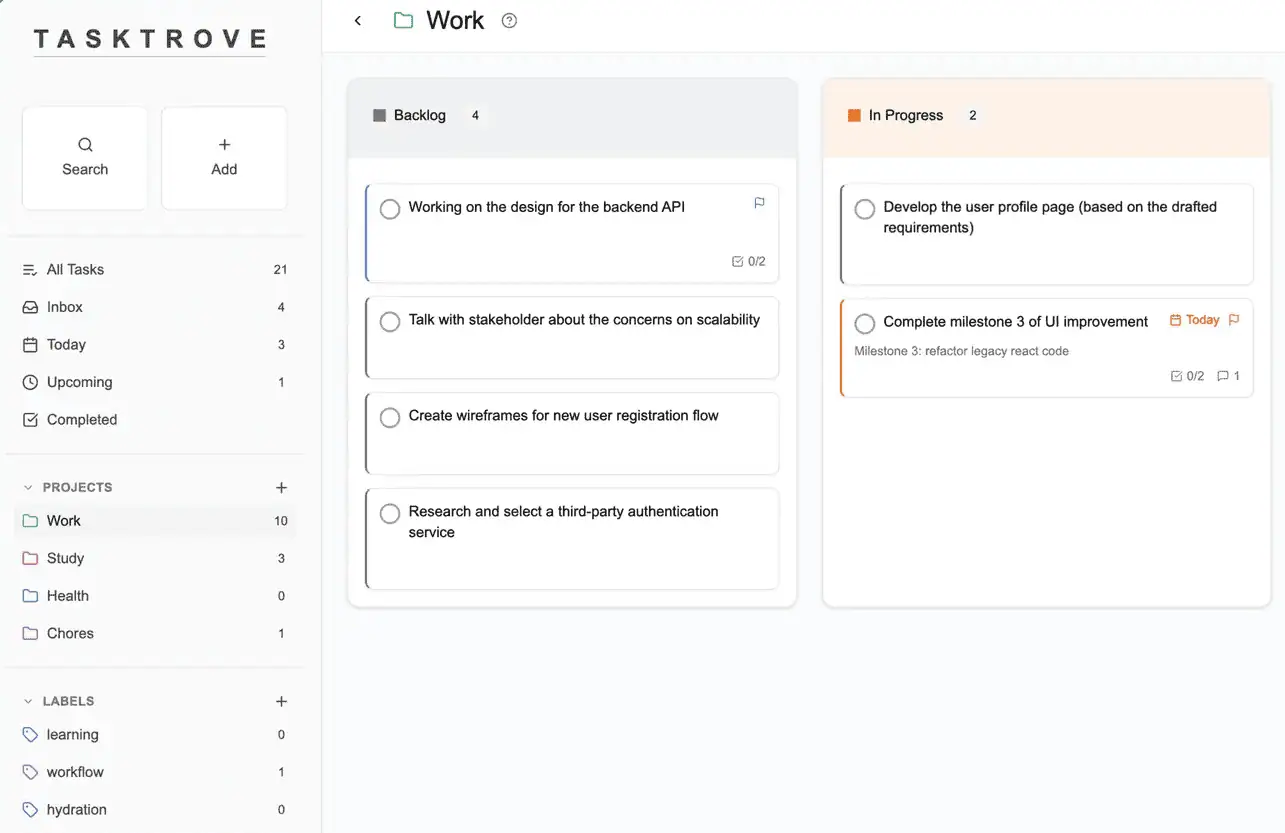 TASKTROVE
Search
Add
All Tasks 21
Inbox 4
Today 3
Upcoming 1
Completed
PROJECTS
Work 10
Study 3
Health 0
Chores 1
LABELS
learning 0
workflow 1
hydration 0
Work
Backlog 4
Working on the design for the backend API
0/2
Talk with stakeholder about the concerns on scalability
Create wireframes for new user registration flow
Research and select a third-party authentication
service
In Progress 2
Develop the user profile page (based on the drafted
requirements)
Complete milestone 3 of UI improvement Today
Milestone 3: refactor legacy react code
0/2 1